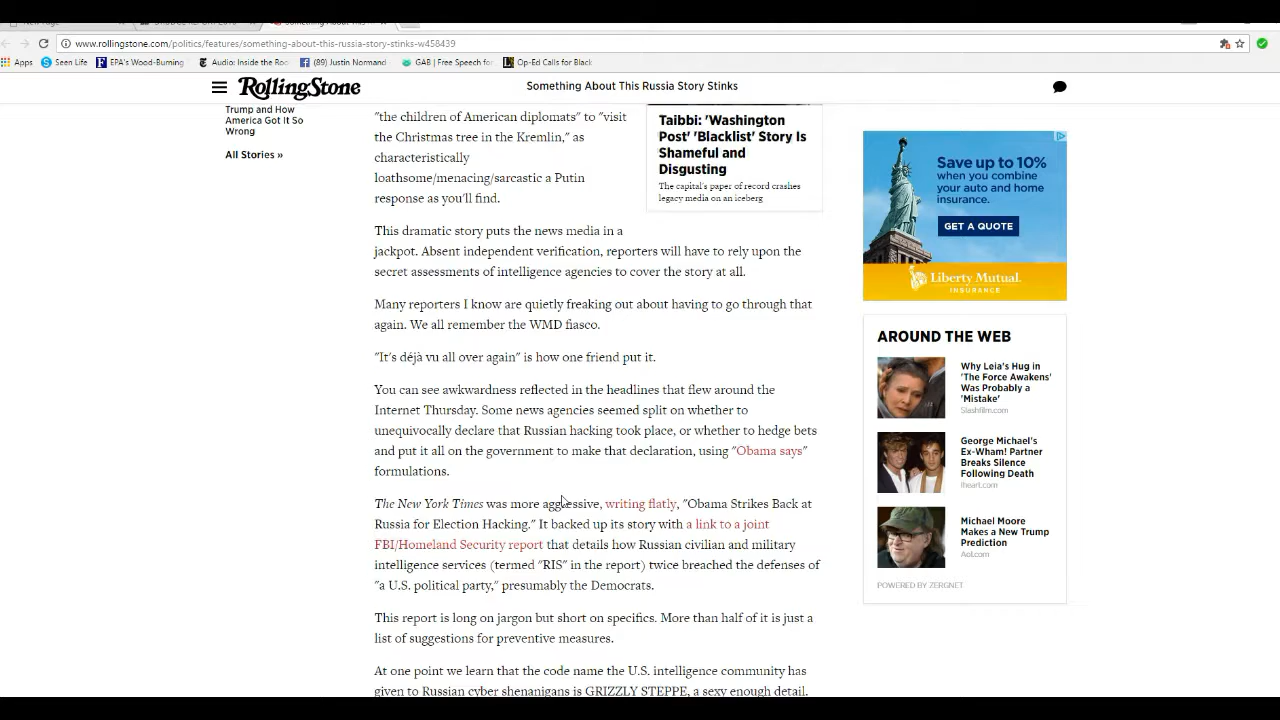 www.rollingstone.com/politics/features/something-about-this-russia-story-stinks-w458439
Apps
Seen Life
EPA's Wood-Burning
Audio: Inside the Roo
(89) Justin Normand
GAB | Free Speech fo
Op-Ed Calls for Black
RollingStone
Something About This Russia Story Stinks
Trump and How
America Got It So
Wrong
All Stories »
"the children of American diplomats" to "visit
the Christmas tree in the Kremlin," as
characteristically
loathsome/menacing/sarcastic a Putin
response as you'll find.
Taibbi: 'Washington
Post' 'Blacklist' Story Is
Shameful and
Disgusting
The capital's paper of record crashes
legacy media on an iceberg
This dramatic story puts the news media in a
jackpot. Absent independent verification, reporters will have to rely upon the
secret assessments of intelligence agencies to cover the story at all.
Many reporters I know are quietly freaking out about having to go through that
again. We all remember the WMD fiasco.
"It's déjà vu all over again" is how one friend put it.
You can see awkwardness reflected in the headlines that flew around the
Internet Thursday. Some news agencies seemed split on whether to
unequivocally declare that Russian hacking took place, or whether to hedge bets
and put it all on the government to make that declaration, using "Obama says"
formulations.
The New York Times was more aggressive, writing flatly, "Obama Strikes Back at
Russia for Election Hacking." It backed up its story with a link to a joint
FBI/Homeland Security report that details how Russian civilian and military
intelligence services (termed "RIS" in the report) twice breached the defenses of
"a U.S. political party," presumably the Democrats.
This report is long on jargon but short on specifics. More than half of it is just a
list of suggestions for preventive measures.
At one point we learn that the code name the U.S. intelligence community has
given to Russian cyber shenanigans is GRIZZLY STEPPE, a sexy enough detail.
Save up to 10%
when you combine
your auto and home
insurance.
GET A QUOTE
Liberty Mutual
INSURANCE
AROUND THE WEB
Why Leia's Hug in
'The Force Awakens'
Was Probably a
'Mistake'
Slashfilm.com
George Michael's
Ex-Wham! Partner
Breaks Silence
Following Death
iheart.com
Michael Moore
Makes a New Trump
Prediction
Aol.com
POWERED BY ZERGNET